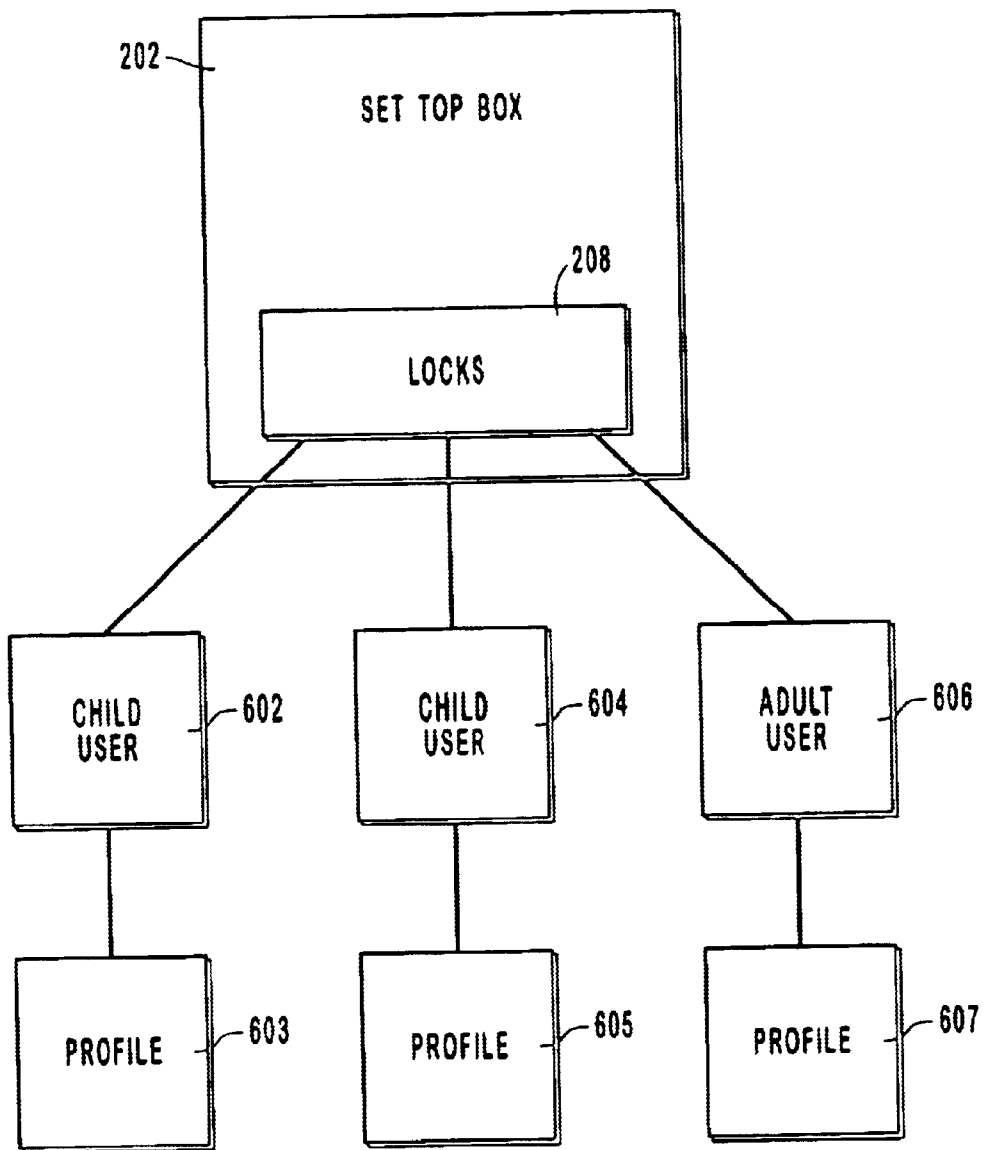 202
SET TOP BOX
208
LOCKS
CHILD
USER
602
CHILD
USER
604
ADULT
USER
606
PROFILE
603
PROFILE
605
PROFILE
607